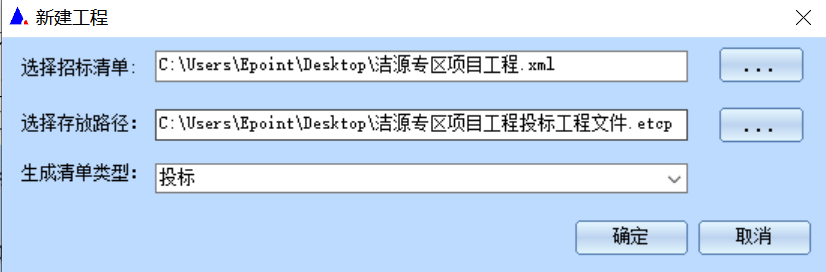 新建工程
选择招标清单: C:\Users\Epoint\Desktop\洁源专区项目工程.xml ...
选择存放路径: C:\Users\Epoint\Desktop\洁源专区项目工程投标工程文件.etcp ...
生成清单类型: 投标
确定 取消